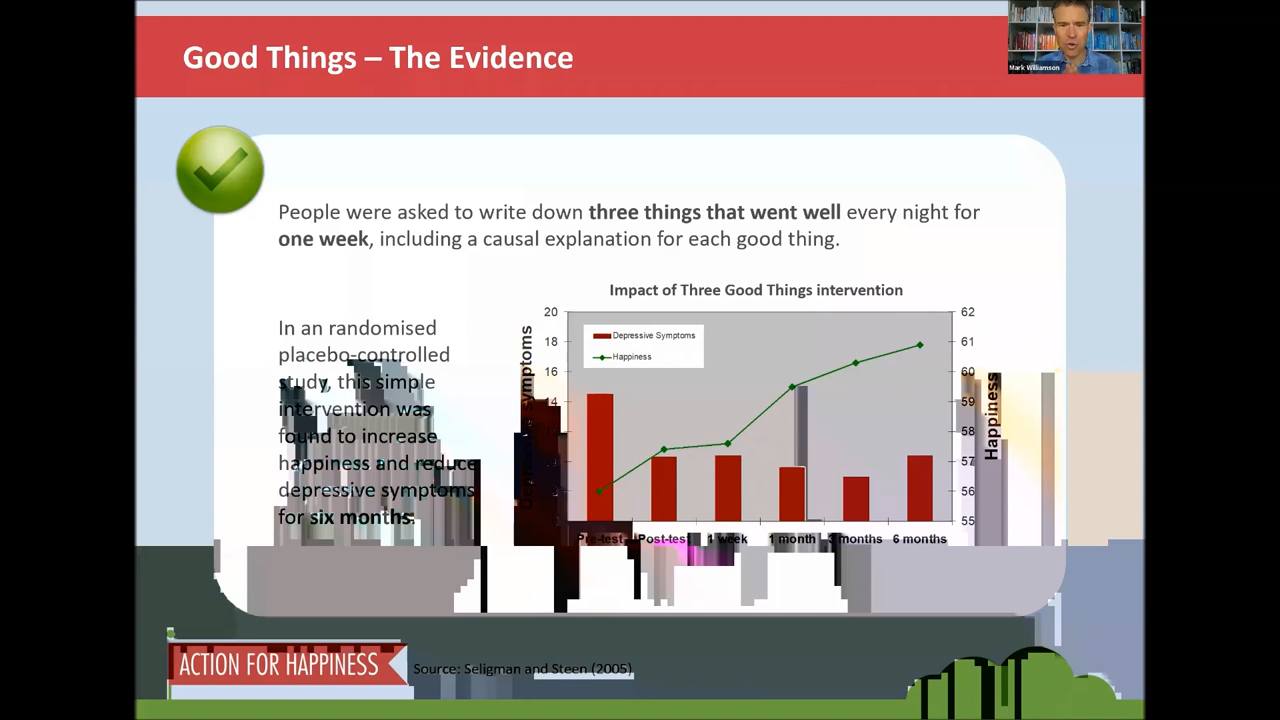 Good Things – The Evidence
Mark Williamson
People were asked to write down three things that went well every night for
one week, including a causal explanation for each good thing.
In an randomised
placebo-controlled
study, this simple
intervention was
found to increase
happiness and reduce
depressive symptoms
for six months.
Impact of Three Good Things intervention
Depressive Symptoms
Happiness
20
18
16
14
62
61
60
59
58
57
56
55
symptoms
Happiness
Pre-test Post-test 1 week 1 month 3 months 6 months
ACTION FOR HAPPINESS
Source: Seligman and Steen (2005)